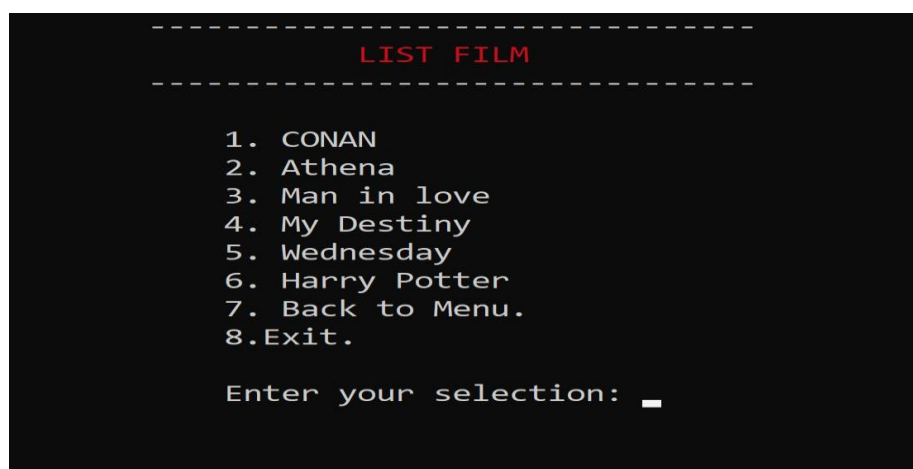 --------------------------------
LIST FILM
--------------------------------
1. CONAN
2. Athena
3. Man in love
4. My Destiny
5. Wednesday
6. Harry Potter
7. Back to Menu.
8.Exit.
Enter your selection: